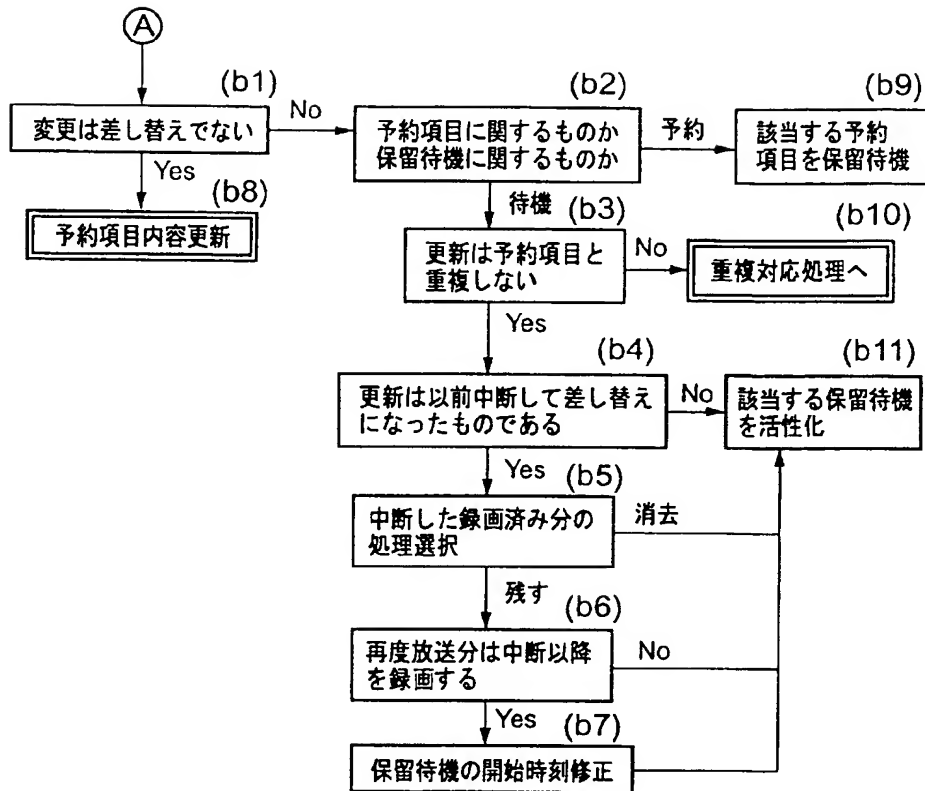 A
(b1)
変更は差し替えでない
No
(b2)
予約項目に関するものか
保留待機に関するものか
予約
(b9)
該当する予約
項目を保留待機
Yes
(b8)
予約項目内容更新
待機
(b3)
更新は予約項目と
重複しない
No
(b10)
重複対応処理へ
Yes
(b4)
更新は以前中断して差し替え
になったものである
No
(b11)
該当する保留待機
を活性化
Yes
(b5)
中断した録画済み分の
処理選択
消去
残す
(b6)
再度放送分は中断以降
を録画する
No
Yes
(b7)
保留待機の開始時刻修正